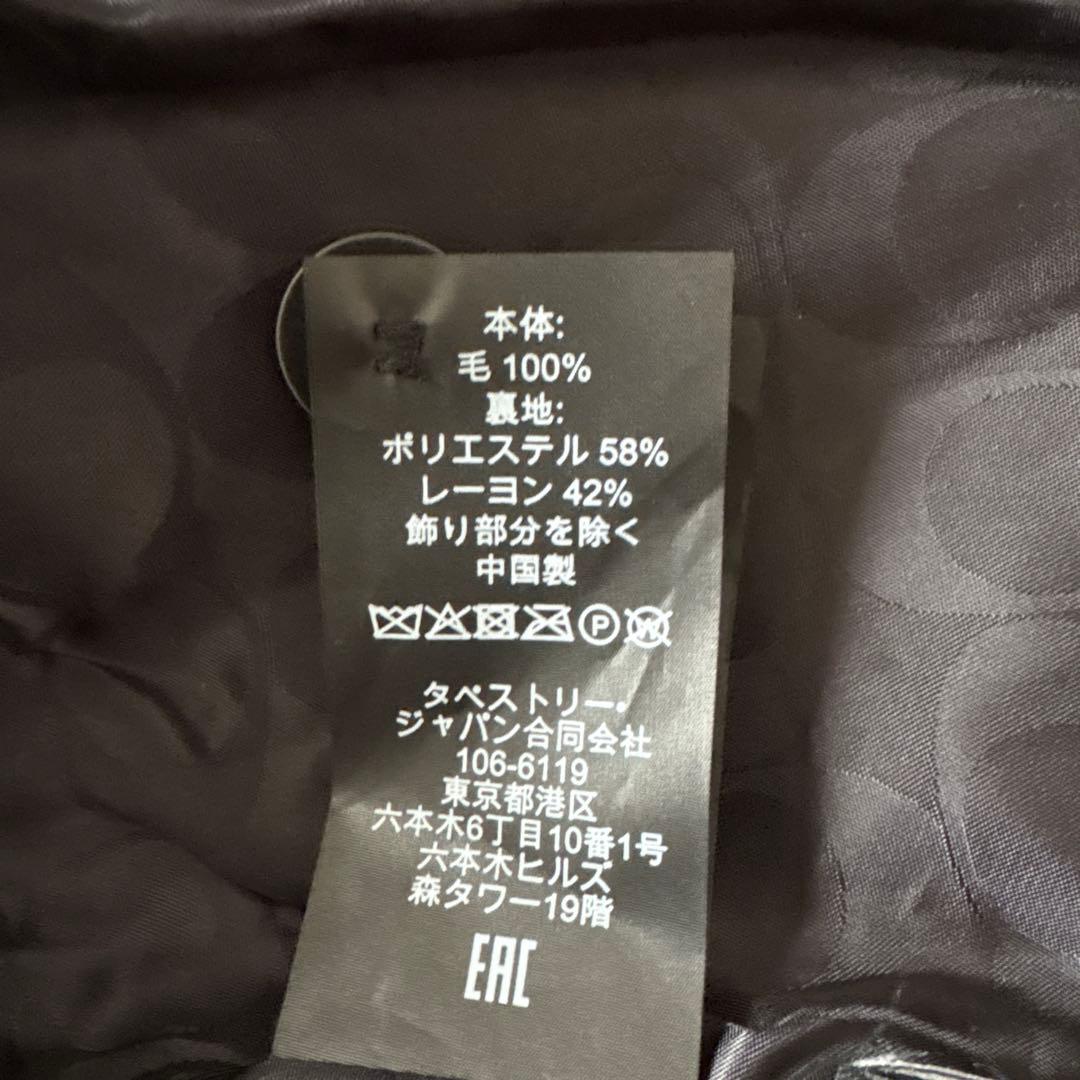 本体:
毛 100%
裏地:
ポリエステル 58%
レーヨン 42%
飾り部分を除く
中国製
P W
タペストリー・
ジャパン合同会社
106-6119
東京都港区
六本木6丁目10番1号
六本木ヒルズ
森タワー19階
EAC